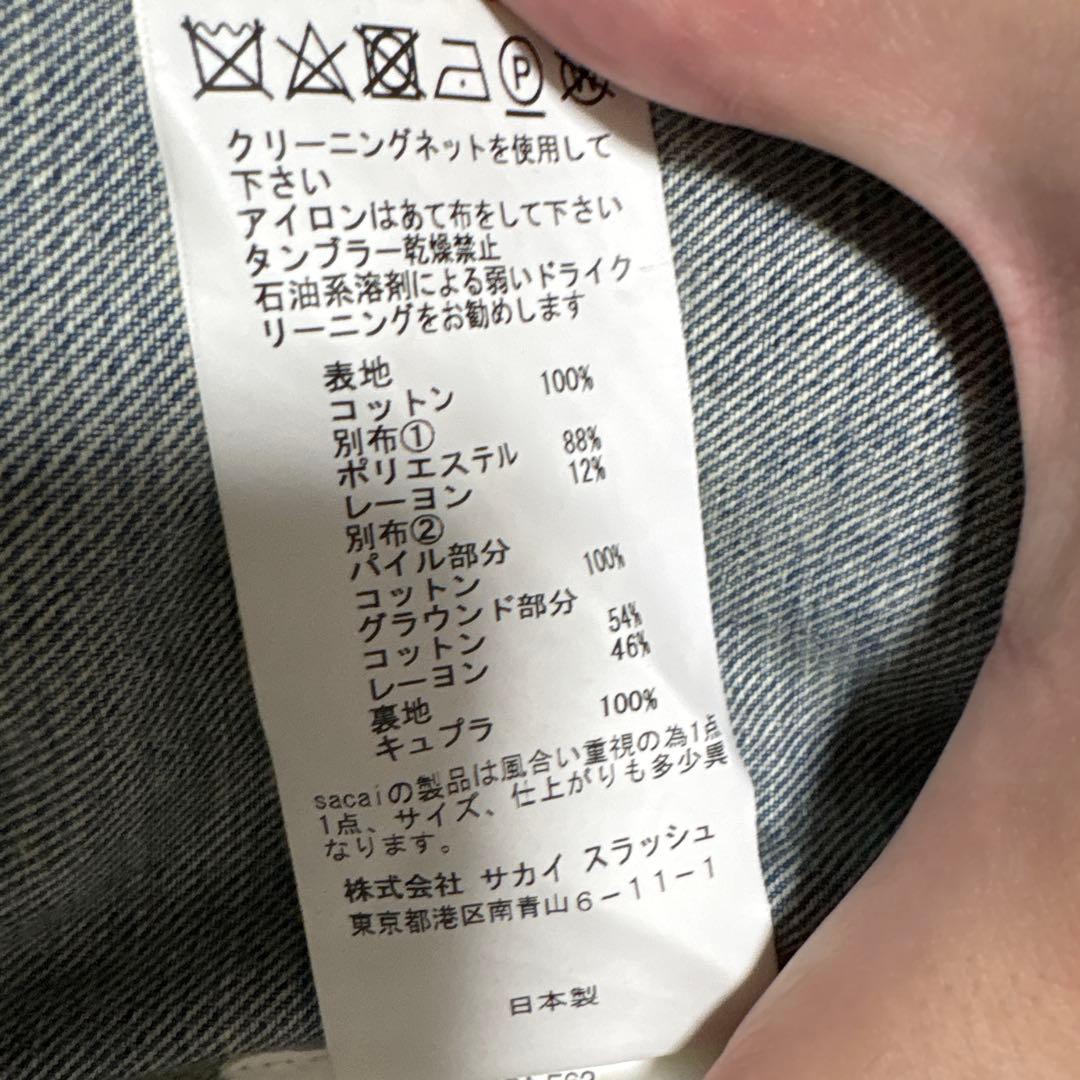 P
W
クリーニングネットを使用して
下さい
アイロンはあて布をして下さい
タンブラー乾燥禁止
石油系溶剤による弱いドライク
リーニングをお勧めします
表地
コットン 100%
別布①
ポリエステル 88%
レーヨン 12%
別布②
パイル部分
コットン 100%
グラウンド部分
コットン 54%
レーヨン 46%
裏地
キュプラ 100%
sacaiの製品は風合い重視の為1点
1点、サイズ、仕上がりも多少異
なります。
株式会社 サカイ スラッシュ
東京都港区南青山6-11-1
日本製